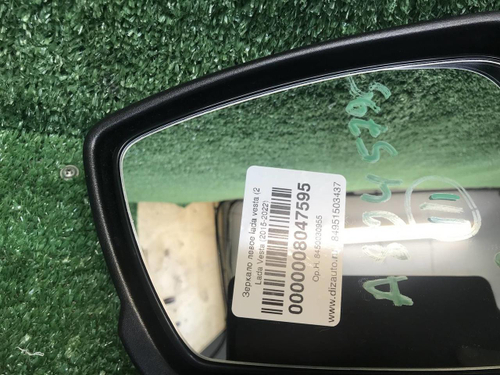 Зеркало левое lada vesta (2
Lada Vesta (2015-2022)
0000008047595
Ор.Н. 8450030955
www.dizauto.ru 84951503437